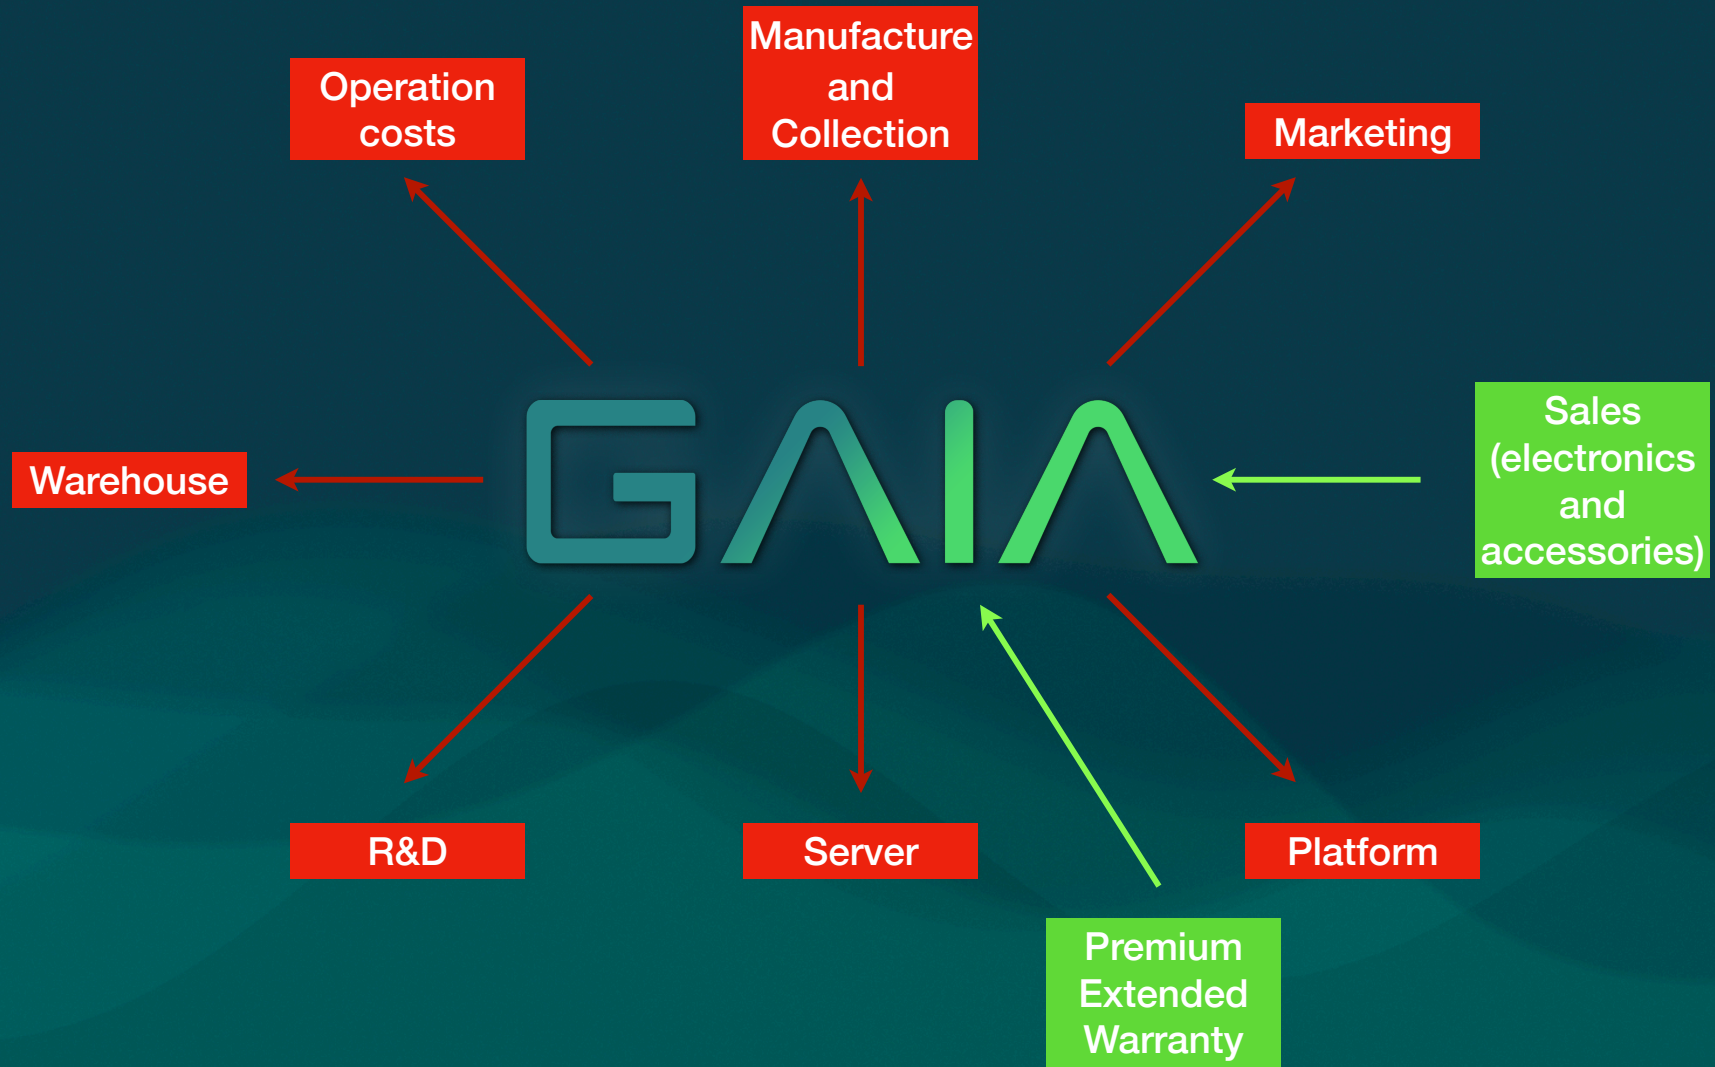 Manufacture
and
Collection
Operation
costs
Marketing
GAIA
Sales
(electronics
and
accessories)
Warehouse
R&D
Server
Platform
Premium
Extended
Warranty